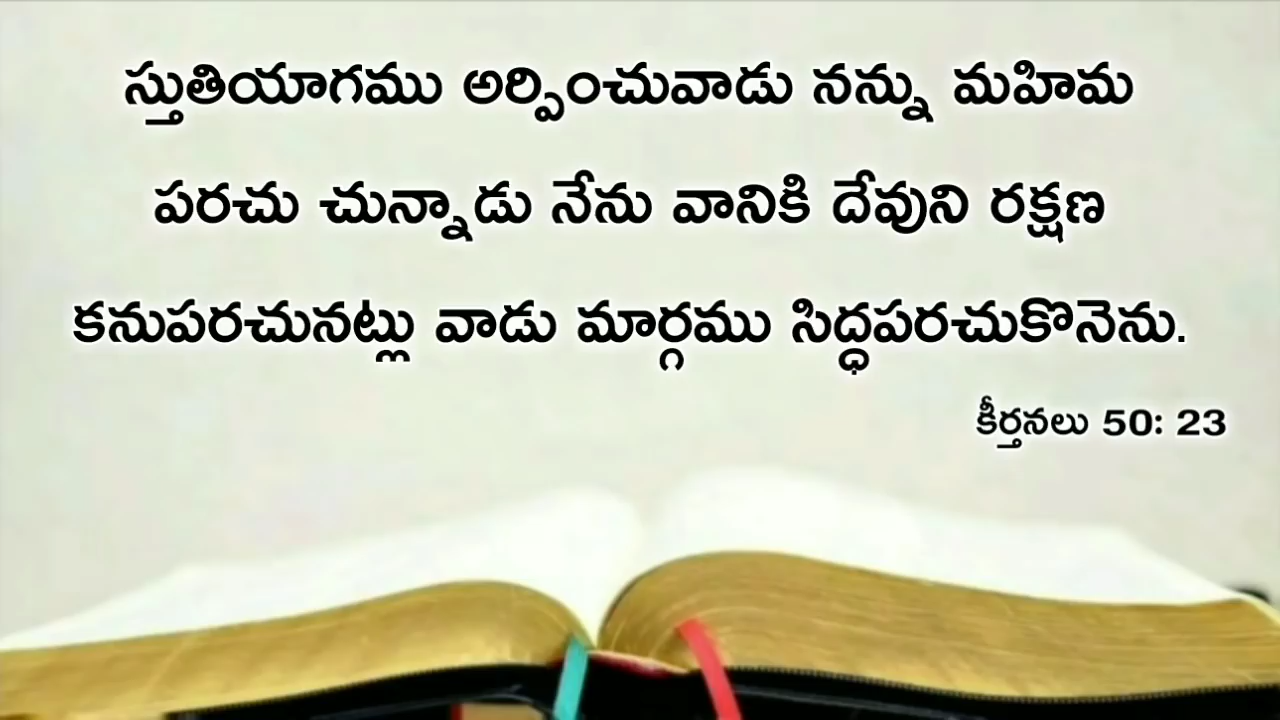 స్తుతియాగము అర్పించువాడు నన్ను మహిమ
పరచు చున్నాడు నేను వానికి దేవుని రక్షణ
కనుపరచునట్లు వాడు మార్గము సిద్ధపరచుకొనెను.
కీర్తనలు 50: 23